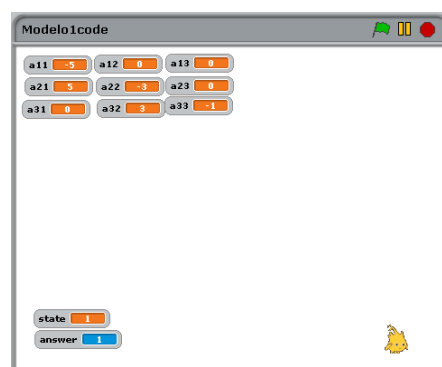 Modelo1code
a11 -5 a12 0 a13 0
a21 5 a22 -3 a23 0
a31 0 a32 3 a33 -1
state 1
answer 1